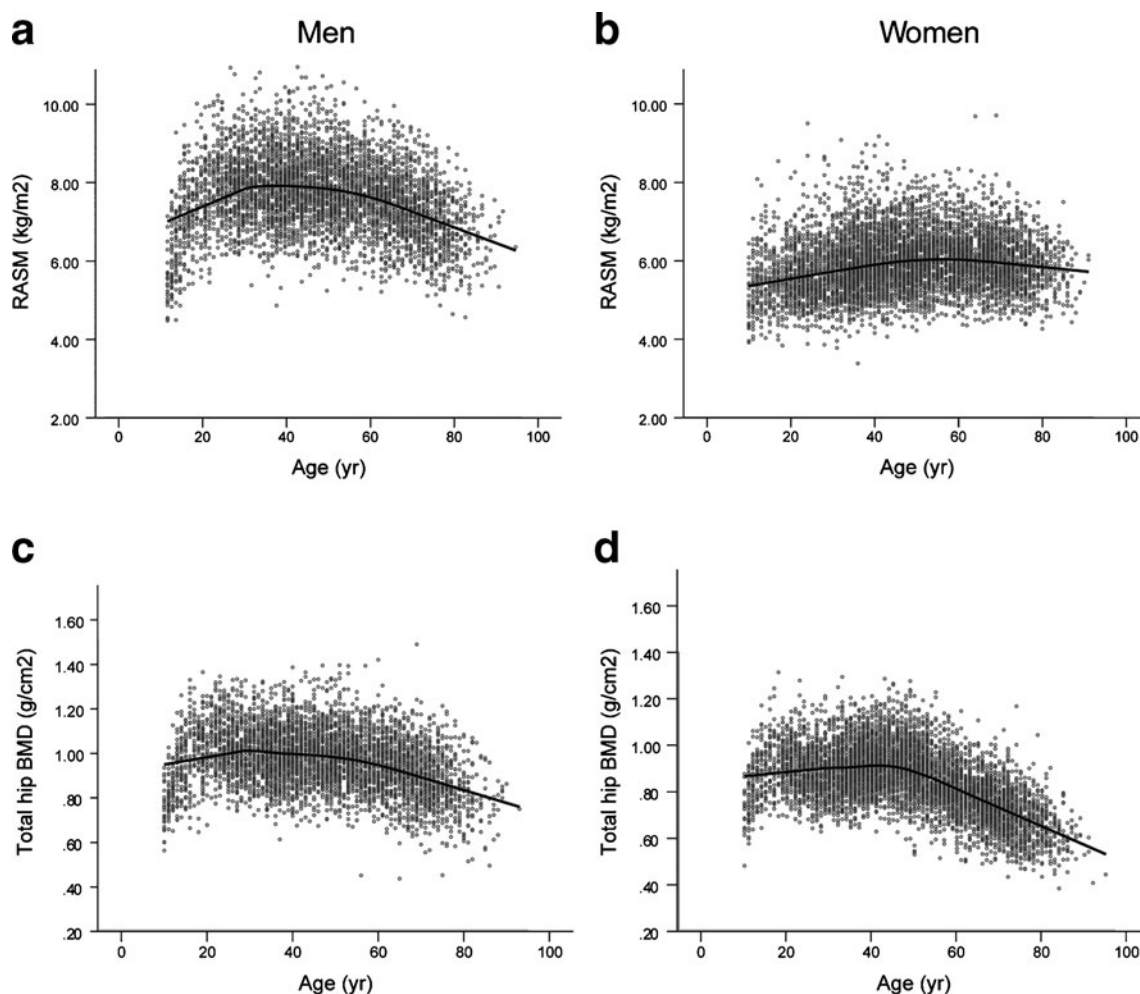 a Men
b Women
RASM (kg/m2)
10.00
8.00
6.00
4.00
2.00
0 20 40 60 80 100
Age (yr)
RASM (kg/m2)
10.00
8.00
6.00
4.00
2.00
0 20 40 60 80 100
Age (yr)
c
Total hip BMD (g/cm2)
1.60
1.40
1.20
1.00
.80
.60
.40
.20
0 20 40 60 80 100
Age (yr)
d
Total hip BMD (g/cm2)
1.60
1.40
1.20
1.00
.80
.60
.40
.20
0 20 40 60 80 100
Age (yr)